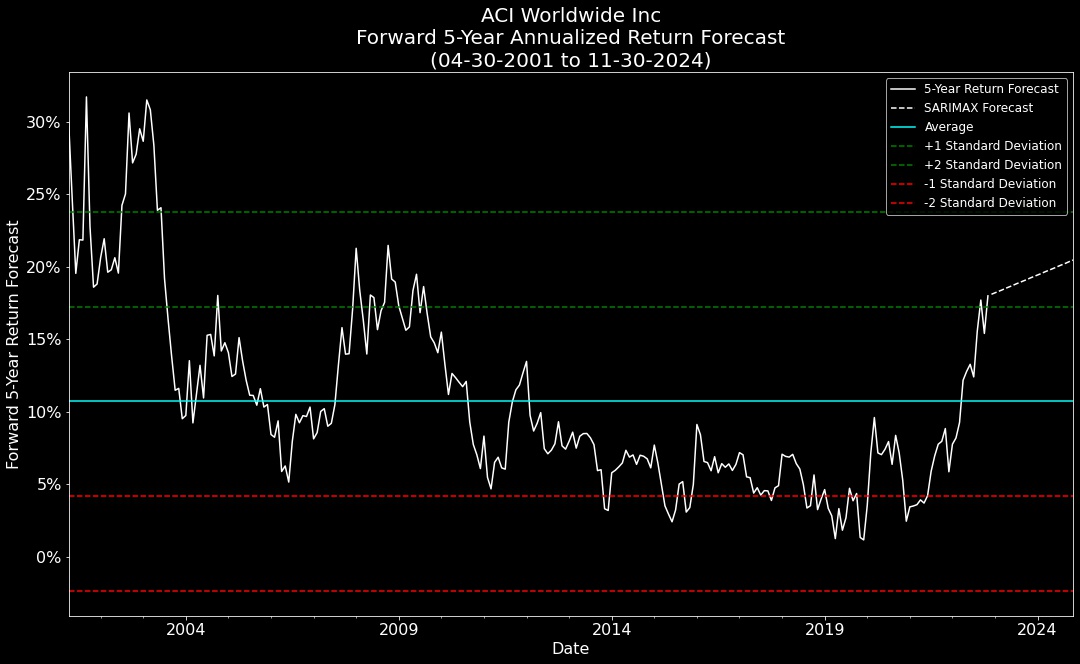 ACI Worldwide Inc
Forward 5-Year Annualized Return Forecast
(04-30-2001 to 11-30-2024)
5-Year Return Forecast
SARIMAX Forecast
Average
+1 Standard Deviation
+2 Standard Deviation
-1 Standard Deviation
-2 Standard Deviation
Forward 5-Year Return Forecast
30%
25%
20%
15%
10%
5%
0%
2004 2009 2014 2019 2024
Date